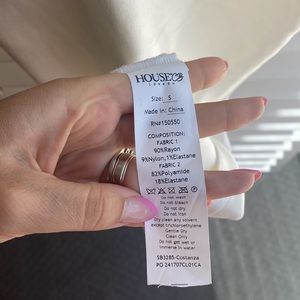 HOUSE OF CB
LONDON
Size: S
Made in: China
RN#150550
COMPOSITION:
FABRIC 1
90%Rayon
9%Nylon, 1%Elastane
FABRIC 2
82%Polyamide
18%Elastane
Do not wash
Do not bleach
Do not dry
Do not Iron
Dry clean any solvent
except trichloroethylene
Gentle Dry
Clean Only
Do not get wet or
immerse in water
SB3285-Costanza
PO 241707CL01CA